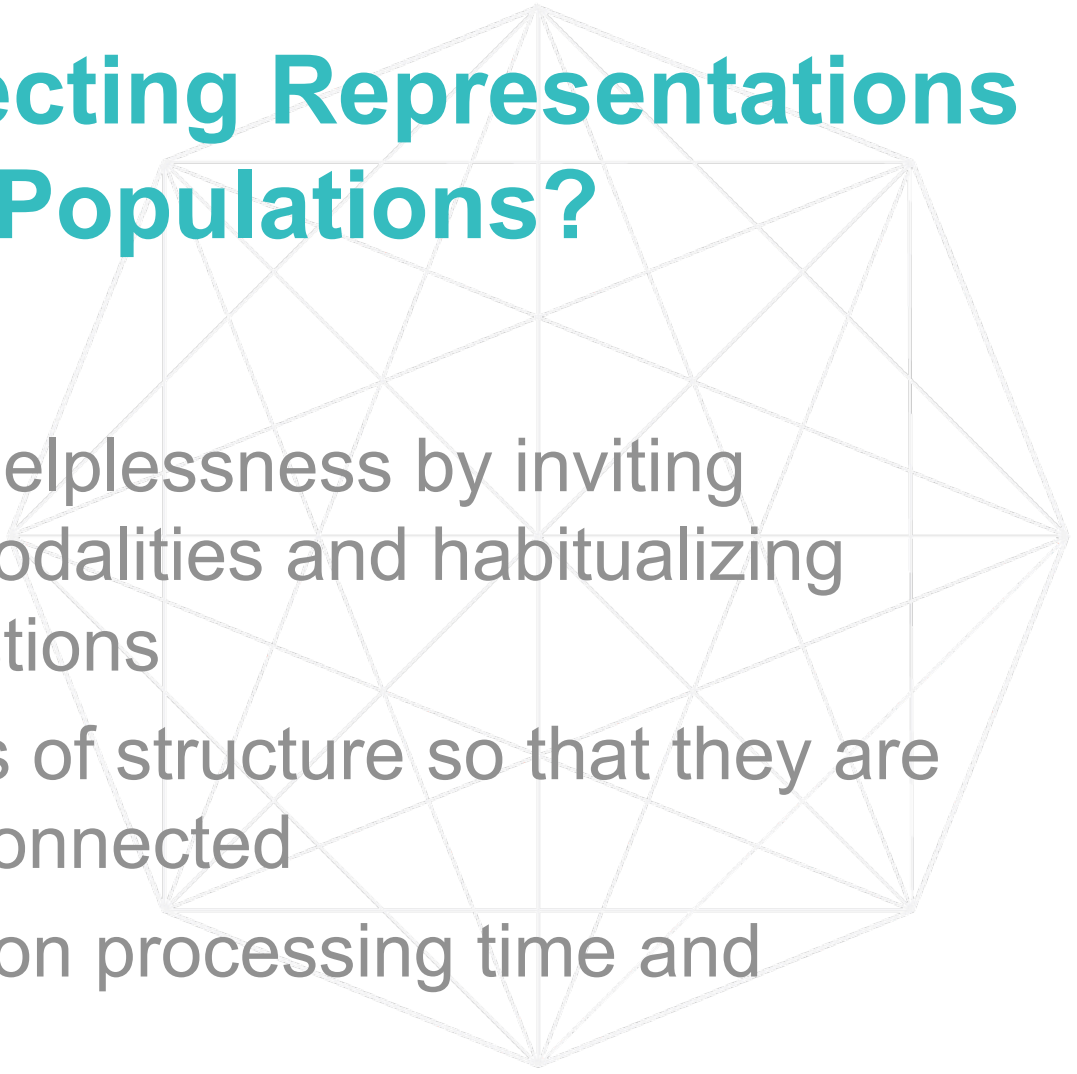 ecting Representations
Populations?
elplessness by inviting
odalities and habitualizing
tions
s of structure so that they are
onnected
on processing time and